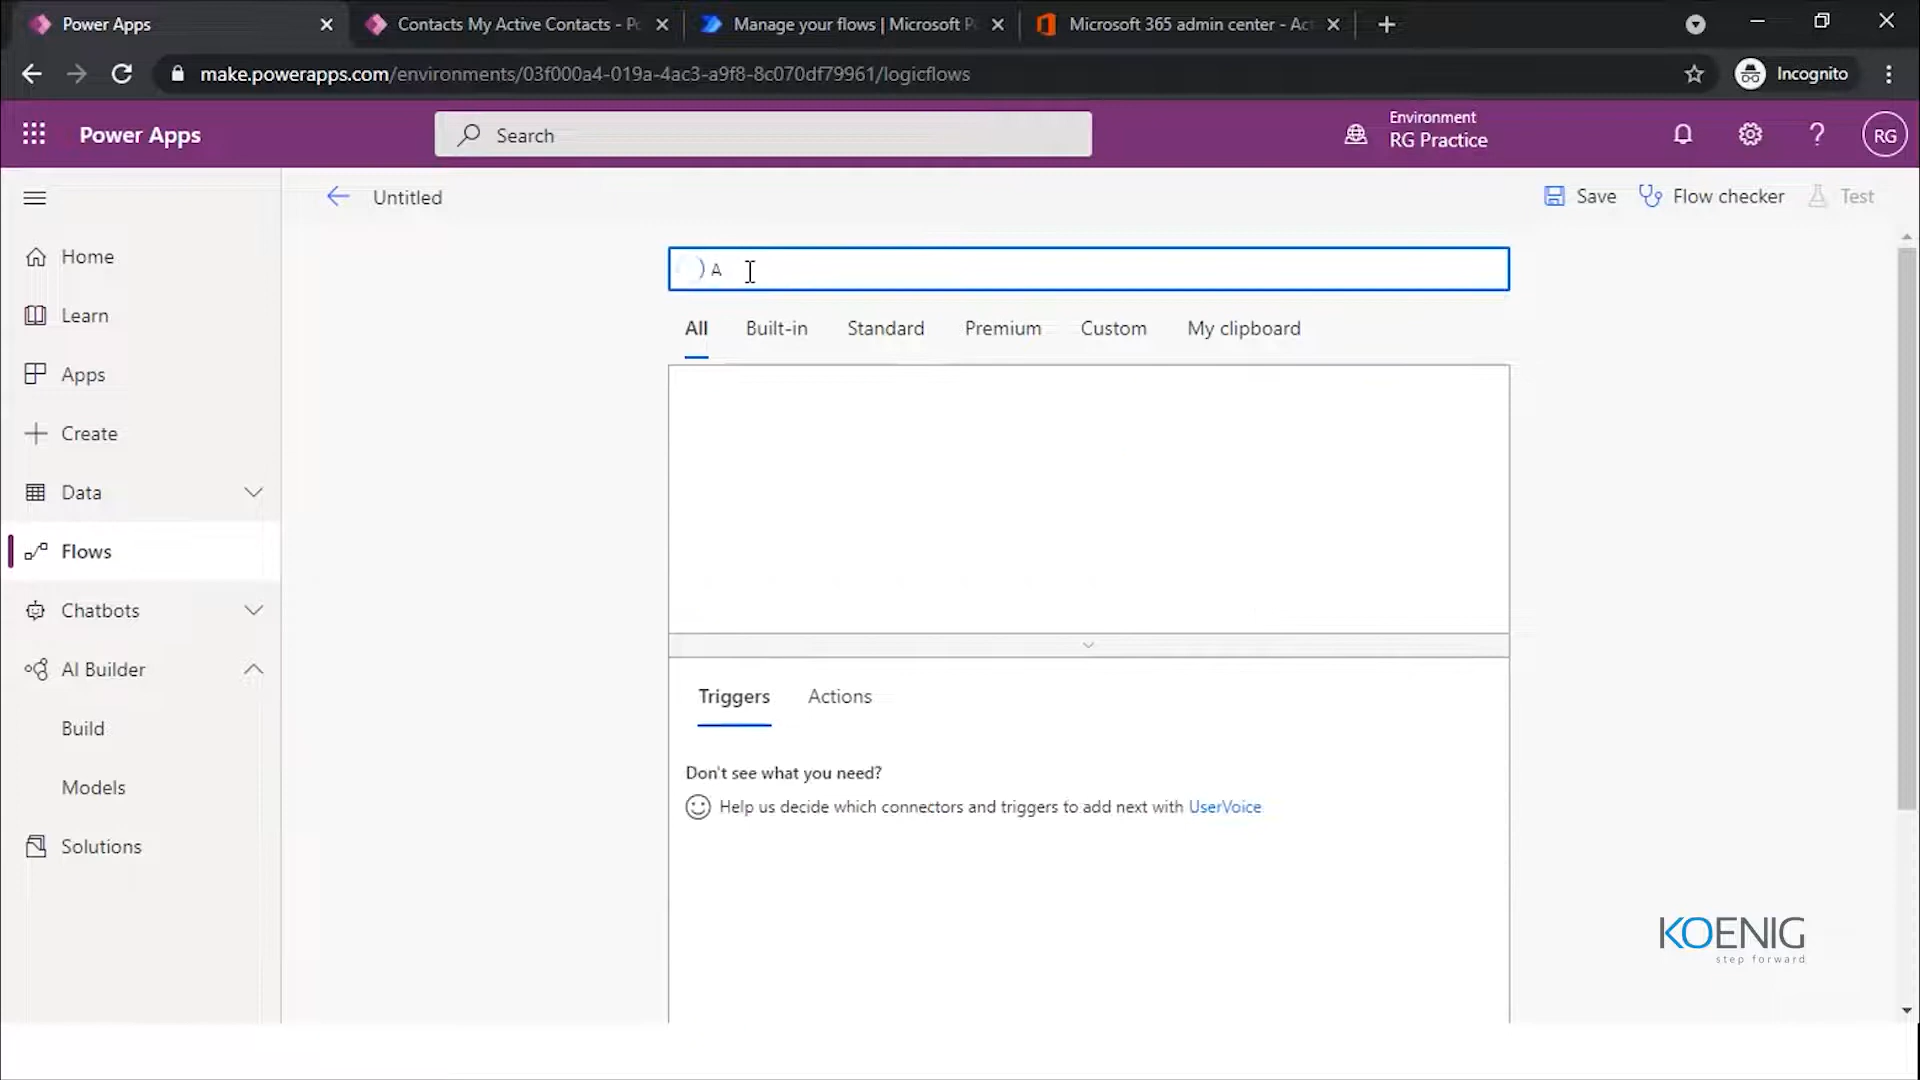 Power Apps
Contacts My Active Contacts - Po
Manage your flows | Microsoft P
Microsoft 365 admin center - Ac
make.powerapps.com/environments/03f000a4-019a-4ac3-a9f8-8c070df79961/logicflows
Incognito
Power Apps
Search
Environment
RG Practice
RG
Untitled
Save
Flow checker
Test
A
All
Built-in
Standard
Premium
Custom
My clipboard
Home
Learn
Apps
Create
Data
Flows
Chatbots
AI Builder
Build
Models
Solutions
Triggers
Actions
Don't see what you need?
Help us decide which connectors and triggers to add next with UserVoice
KOENIG
step forward